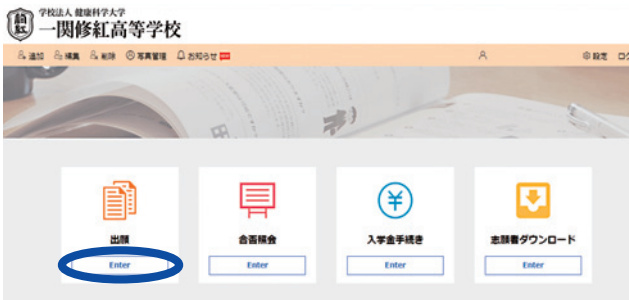 学校法人 健康科学大学
一関修紅高等学校
追加 編集 削除 写真管理 お知らせ 設定
出願 合否照会 入学金手続き 志願者ダウンロード
Enter Enter Enter Enter